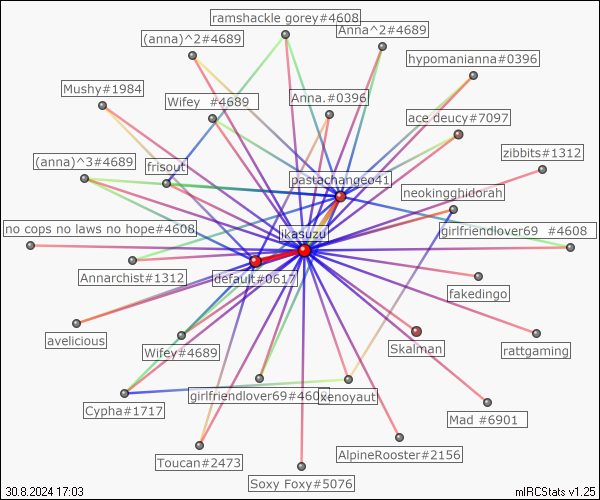 ramshackle gorey#4608
(anna)^2#4689
Anna^2#4689
hypomanianna#0396
Mushy#1984
Wifey #4689
Anna.#0396
ace deucy#7097
zibbits#1312
(anna)^3#4689
frisout
pastachangeo41
neokingghidorah
no cops no laws no hope#4608
ikasuzu
girlfriendlover69 #4608
Annarchist#1312
default#0617
fakedingo
avelicious
Wifey#4689
Skalman
rattgaming
Cypha#1717
girlfriendlover69#460
xenoyaut
Mad #6901
Toucan#2473
AlpineRooster#2156
Soxy Foxy#5076
30.8.2024 17:03
mIRCStats v1.25